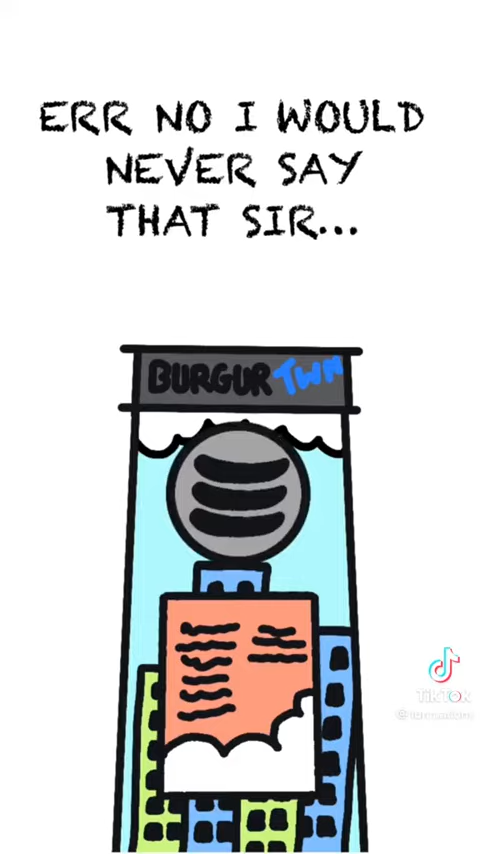 ERR NO I WOULD
NEVER SAY
THAT SIR...
BURGUR TWN
TikTok